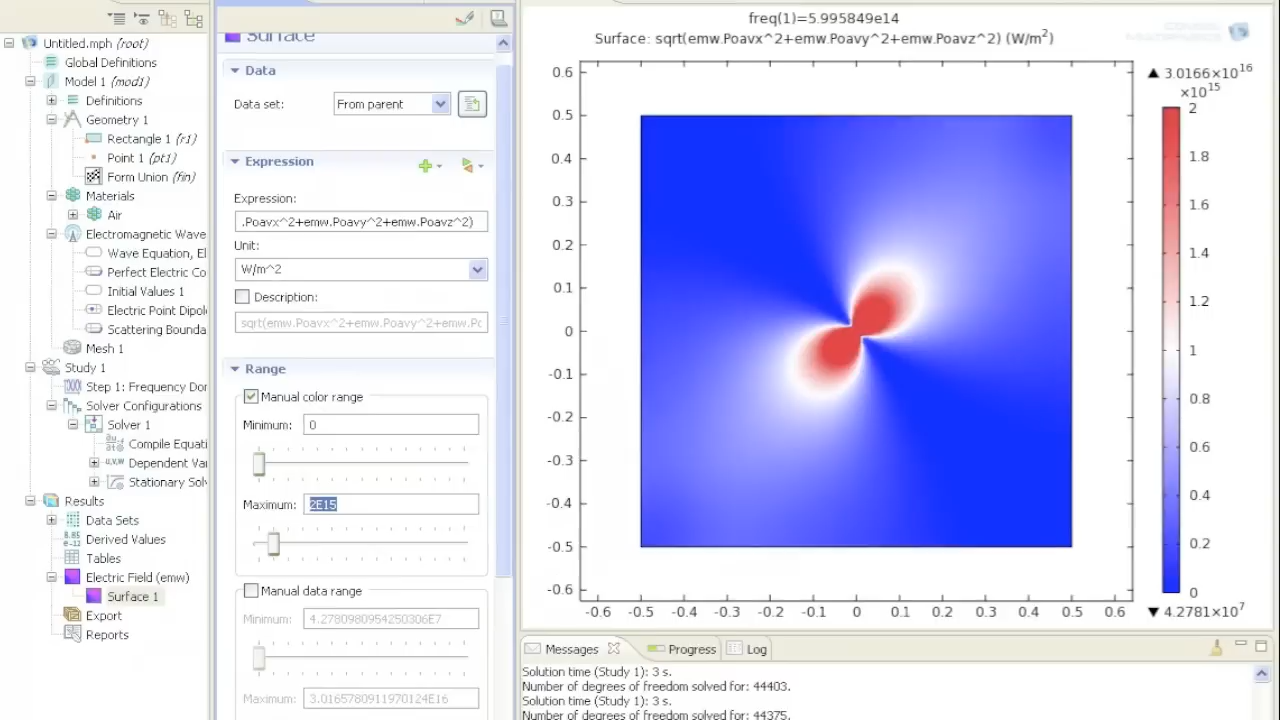 Untitled.mph (root)
Global Definitions
Model 1 (mod1)
Definitions
Geometry 1
Rectangle 1 (r1)
Point 1 (pt1)
Form Union (fin)
Materials
Air
Electromagnetic Wave
Wave Equation, El
Perfect Electric Co
Initial Values 1
Electric Point Dipol
Scattering Bounda
Mesh 1
Study 1
Step 1: Frequency Dor
Solver Configurations
Solver 1
Compile Equati
Dependent Var
Stationary Solv
Results
Data Sets
Derived Values
Tables
Electric Field (emw)
Surface 1
Export
Reports
Surface
Data
Data set: From parent
Expression
Expression:
.Poavx^2+emw.Poavy^2+emw.Poavz^2)
Unit:
W/m^2
Description:
sqrt(emw.Poavx^2+emw.Poavy^2+emw.Pc
Range
Manual color range
Minimum: 0
Maximum: 2E15
Manual data range
Minimum: 4.2780980954250306E7
Maximum: 3.0165780911970124E16
freq(1)=5.995849e14
Surface: sqrt(emw.Poavx^2+emw.Poavy^2+emw.Poavz^2) (W/m²)
0.6
0.5
0.4
0.3
0.2
0.1
0
-0.1
-0.2
-0.3
-0.4
-0.5
-0.6
-0.6 -0.5 -0.4 -0.3 -0.2 -0.1 0 0.1 0.2 0.3 0.4 0.5 0.6
▲ 3.0166×10¹⁶
×10¹⁵
2
1.8
1.6
1.4
1.2
1
0.8
0.6
0.4
0.2
0
▼ 4.2781×10⁷
Messages Progress Log
Solution time (Study 1): 3 s.
Number of degrees of freedom solved for: 44403.
Solution time (Study 1): 3 s.
Number of degrees of freedom solved for: 44375.